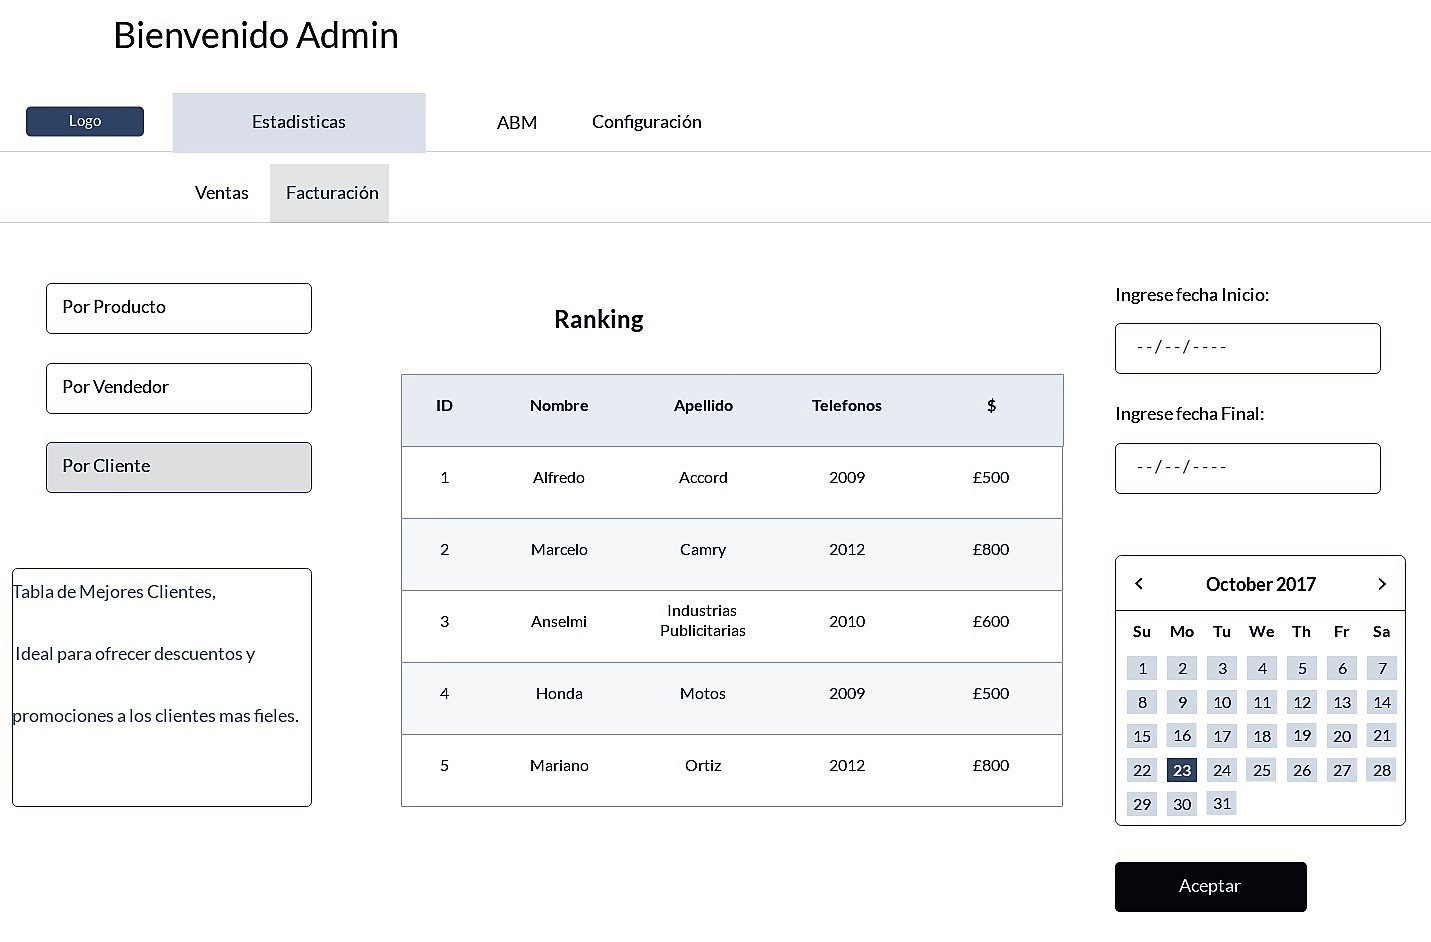 Bienvenido Admin
Logo
Estadisticas
ABM
Configuración
Ventas
Facturación
Por Producto
Por Vendedor
Por Cliente
Tabla de Mejores Clientes,
Ideal para ofrecer descuentos y
promociones a los clientes mas fieles.
Ranking
ID Nombre Apellido Telefonos $
1 Alfredo Accord 2009 £500
2 Marcelo Camry 2012 £800
3 Anselmi Industrias Publicitarias 2010 £600
4 Honda Motos 2009 £500
5 Mariano Ortiz 2012 £800
Ingrese fecha Inicio:
--/--/----
Ingrese fecha Final:
--/--/----
< October 2017 >
Su Mo Tu We Th Fr Sa
1 2 3 4 5 6 7
8 9 10 11 12 13 14
15 16 17 18 19 20 21
22 23 24 25 26 27 28
29 30 31
Aceptar